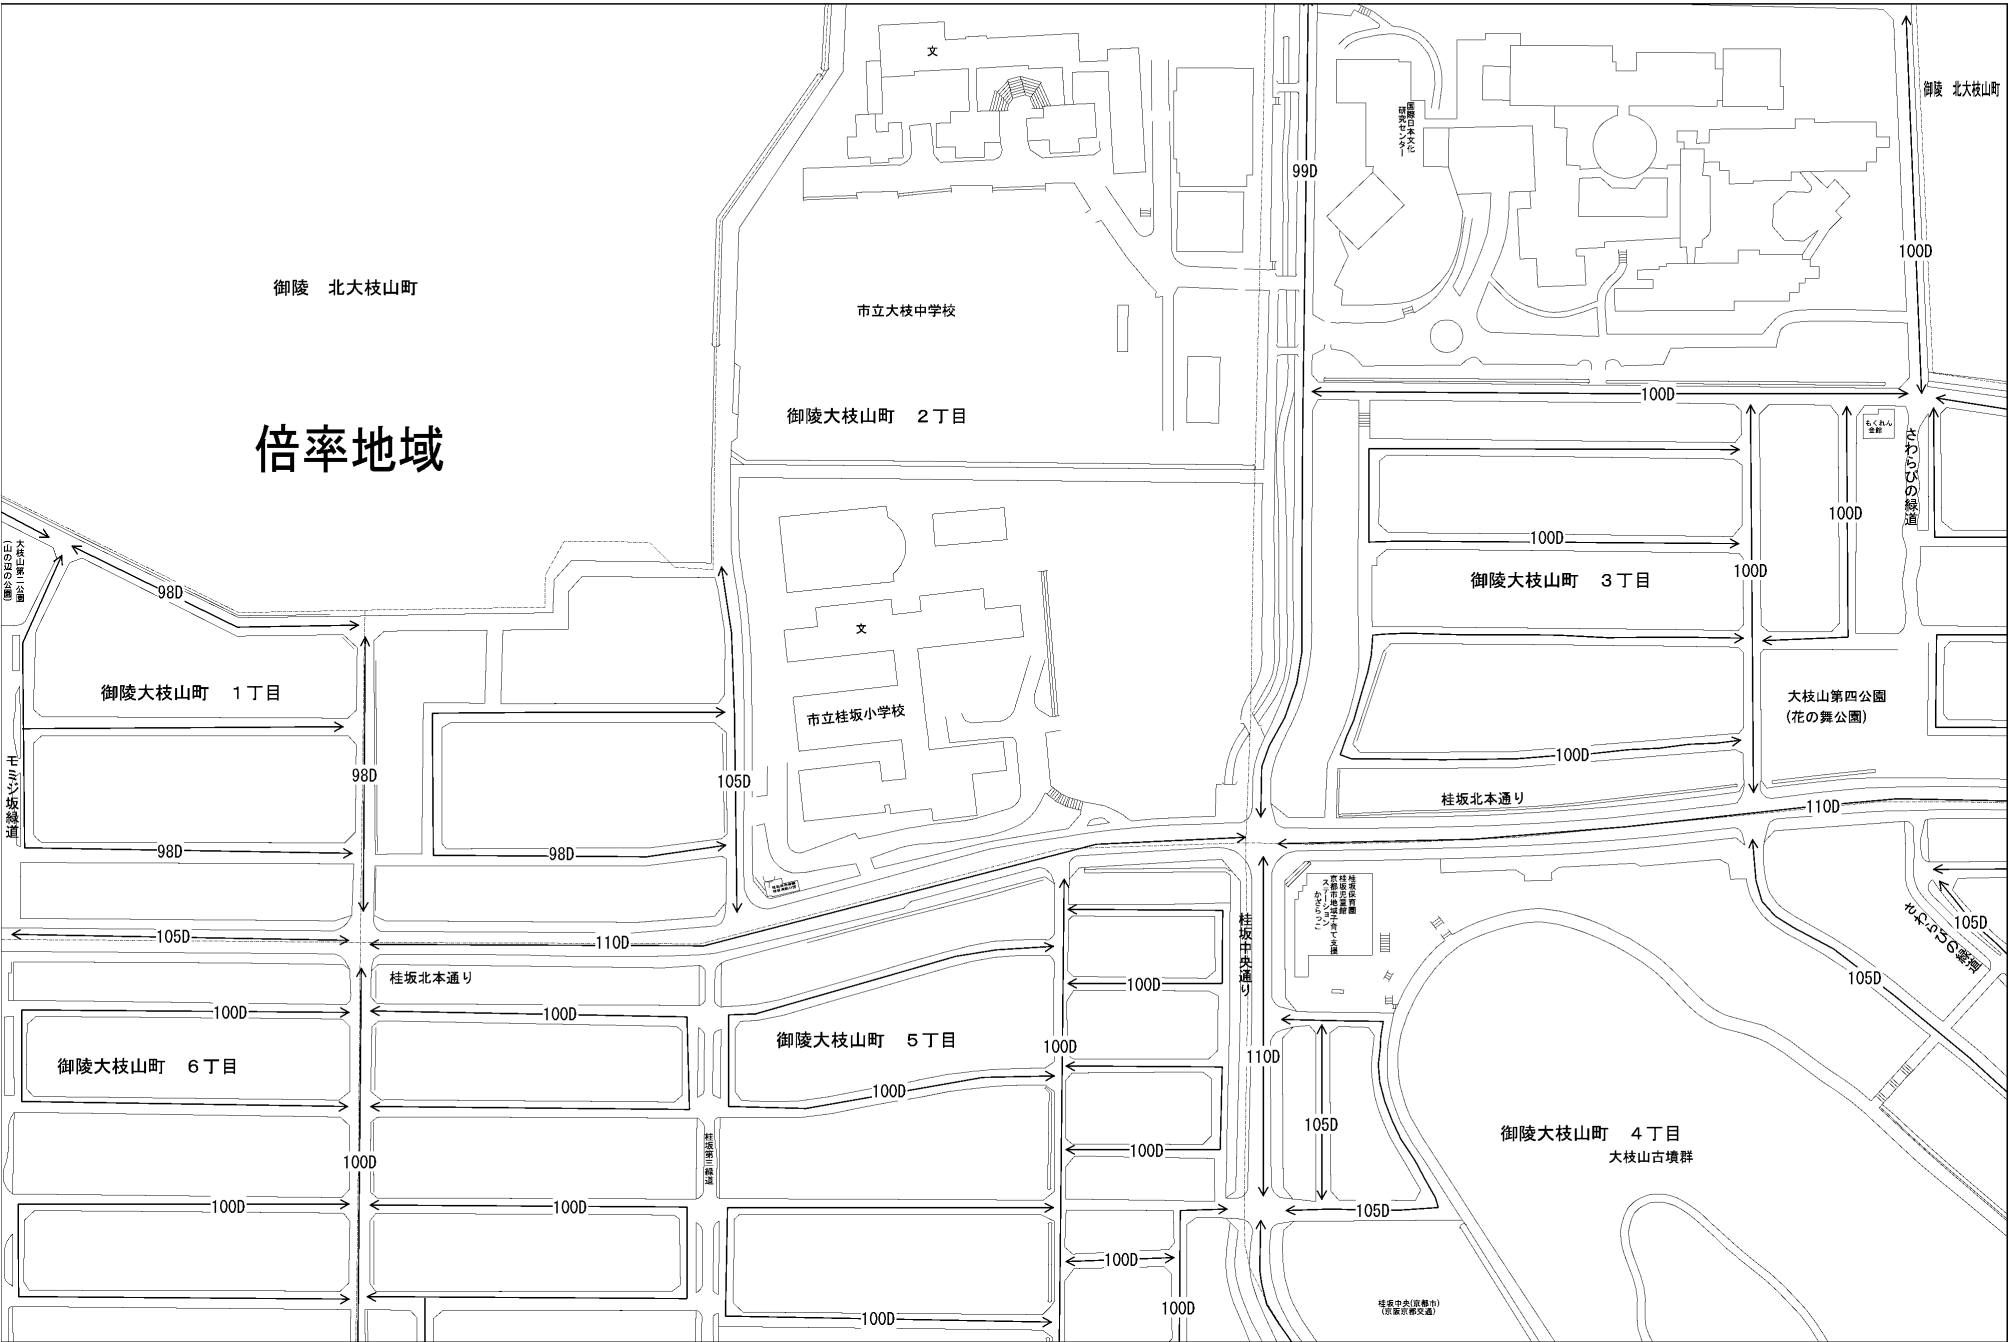 文
国際日本文化
研究センター
御陵　北大枝山町
99D
100D
御陵　北大枝山町
市立大枝中学校
御陵大枝山町　２丁目
倍率地域
100D
もくれん
会館
さわらびの緑道
100D
100D
100D
御陵大枝山町　３丁目
大枝山第二公園
(山の辺の公園)
98D
文
御陵大枝山町　１丁目
市立桂坂小学校
大枝山第四公園
(花の舞公園)
モミジ坂緑道
98D
105D
100D
桂坂北本通り
110D
98D
98D
桂坂保育園
桂坂児童館
京都市地域子育て支援
ステーション
かざらっこ
桂坂中央通り
さわらびの緑道
105D
105D
110D
桂坂北本通り
105D
100D
100D
100D
御陵大枝山町　５丁目
100D
110D
御陵大枝山町　６丁目
100D
105D
御陵大枝山町　４丁目
大枝山古墳群
桂坂第三緑道
100D
100D
100D
100D
105D
100D
100D
100D
桂坂中央(京都市)
(京阪京都交通)